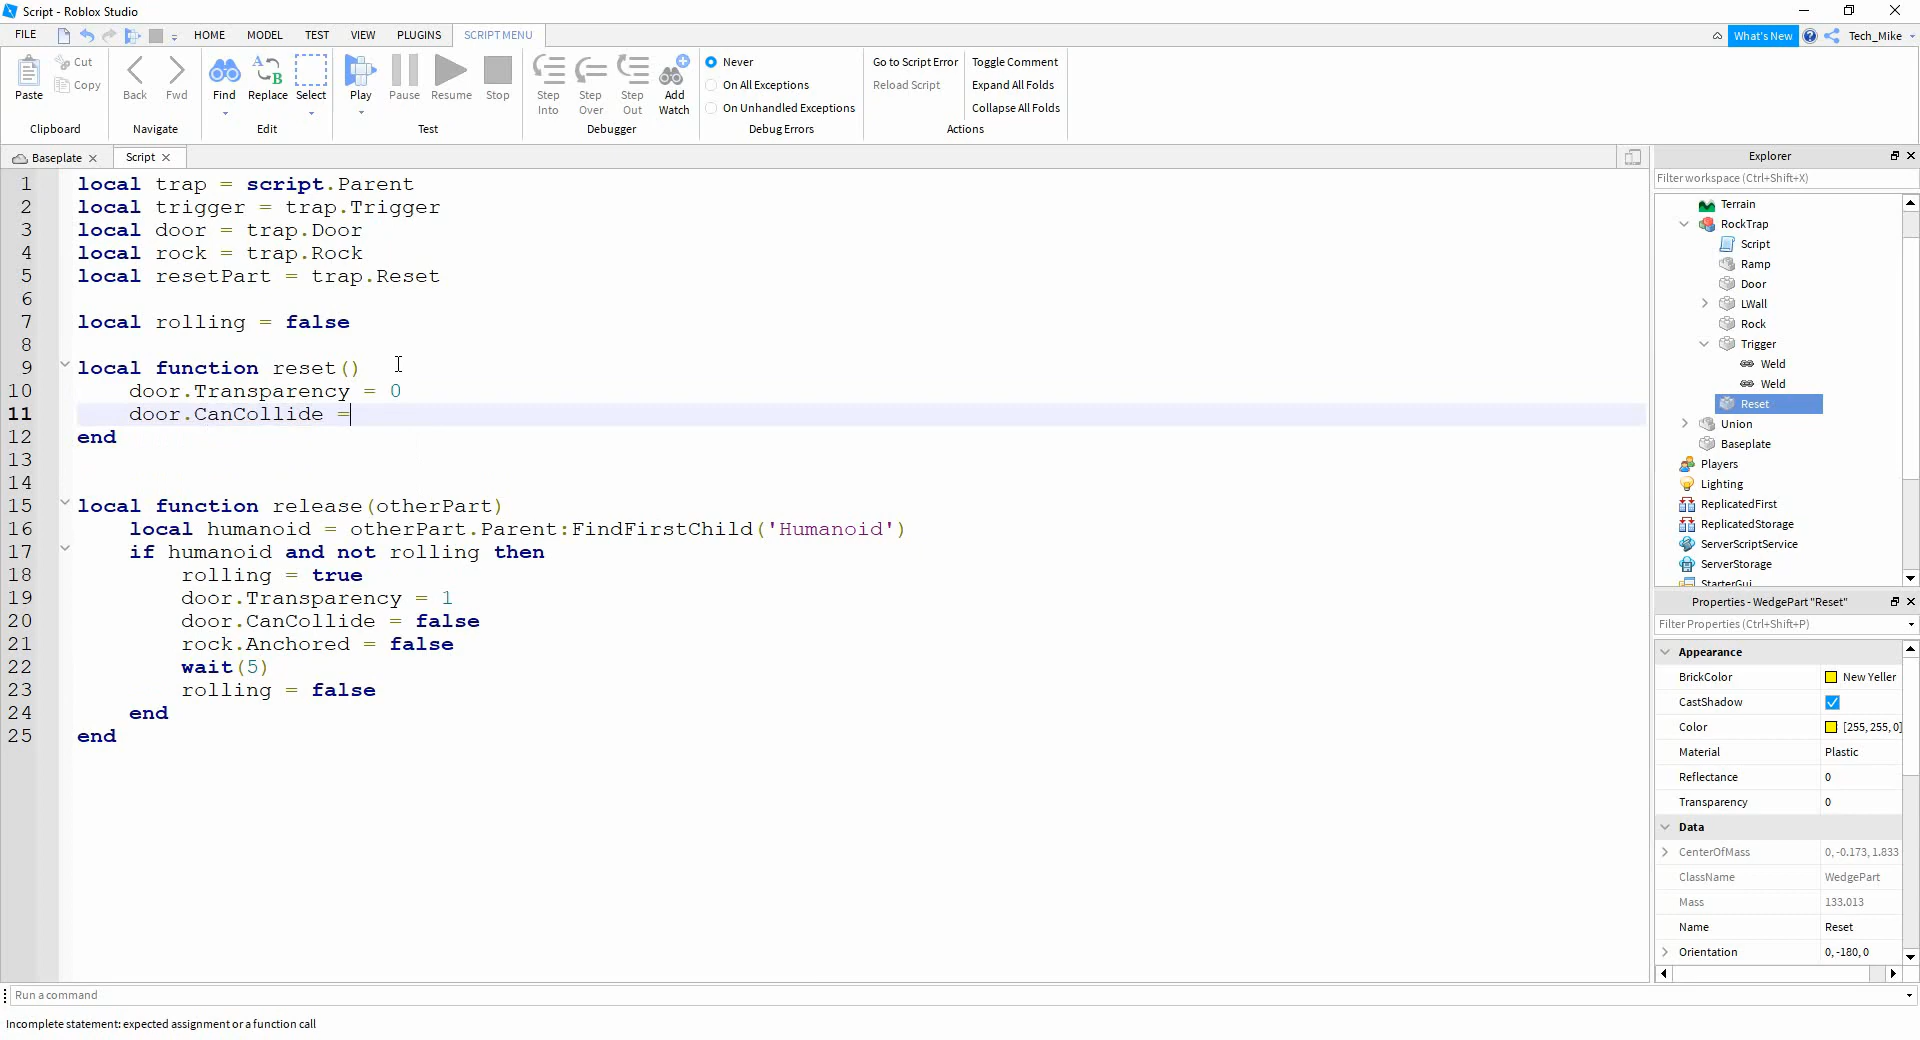 Script - Roblox Studio
FILE HOME MODEL TEST VIEW PLUGINS SCRIPT MENU What's New Tech_Mike
Paste Cut Copy Back Fwd Find Replace Select Play Pause Resume Stop Step Into Step Over Step Out Add Watch
Never
On All Exceptions
On Unhandled Exceptions
Go to Script Error Toggle Comment
Reload Script Expand All Folds
Collapse All Folds
Clipboard Navigate Edit Test Debugger Debug Errors Actions
Baseplate Script
1 local trap = script.Parent
2 local trigger = trap.Trigger
3 local door = trap.Door
4 local rock = trap.Rock
5 local resetPart = trap.Reset
6
7 local rolling = false
8
9 local function reset()
10 door.Transparency = 0
11 door.CanCollide =
12 end
13
14
15 local function release(otherPart)
16 local humanoid = otherPart.Parent:FindFirstChild('Humanoid')
17 if humanoid and not rolling then
18 rolling = true
19 door.Transparency = 1
20 door.CanCollide = false
21 rock.Anchored = false
22 wait(5)
23 rolling = false
24 end
25 end
Explorer
Filter workspace (Ctrl+Shift+X)
Terrain
RockTrap
Script
Ramp
Door
LWall
Rock
Trigger
Weld
Weld
Reset
Union
Baseplate
Players
Lighting
ReplicatedFirst
ReplicatedStorage
ServerScriptService
ServerStorage
StarterGui
Properties - WedgePart "Reset"
Filter Properties (Ctrl+Shift+P)
Appearance
BrickColor New Yeller
CastShadow
Color [255, 255, 0]
Material Plastic
Reflectance 0
Transparency 0
Data
CenterOfMass 0, -0.173, 1.833
ClassName WedgePart
Mass 133.013
Name Reset
Orientation 0, -180, 0
Run a command
Incomplete statement: expected assignment or a function call